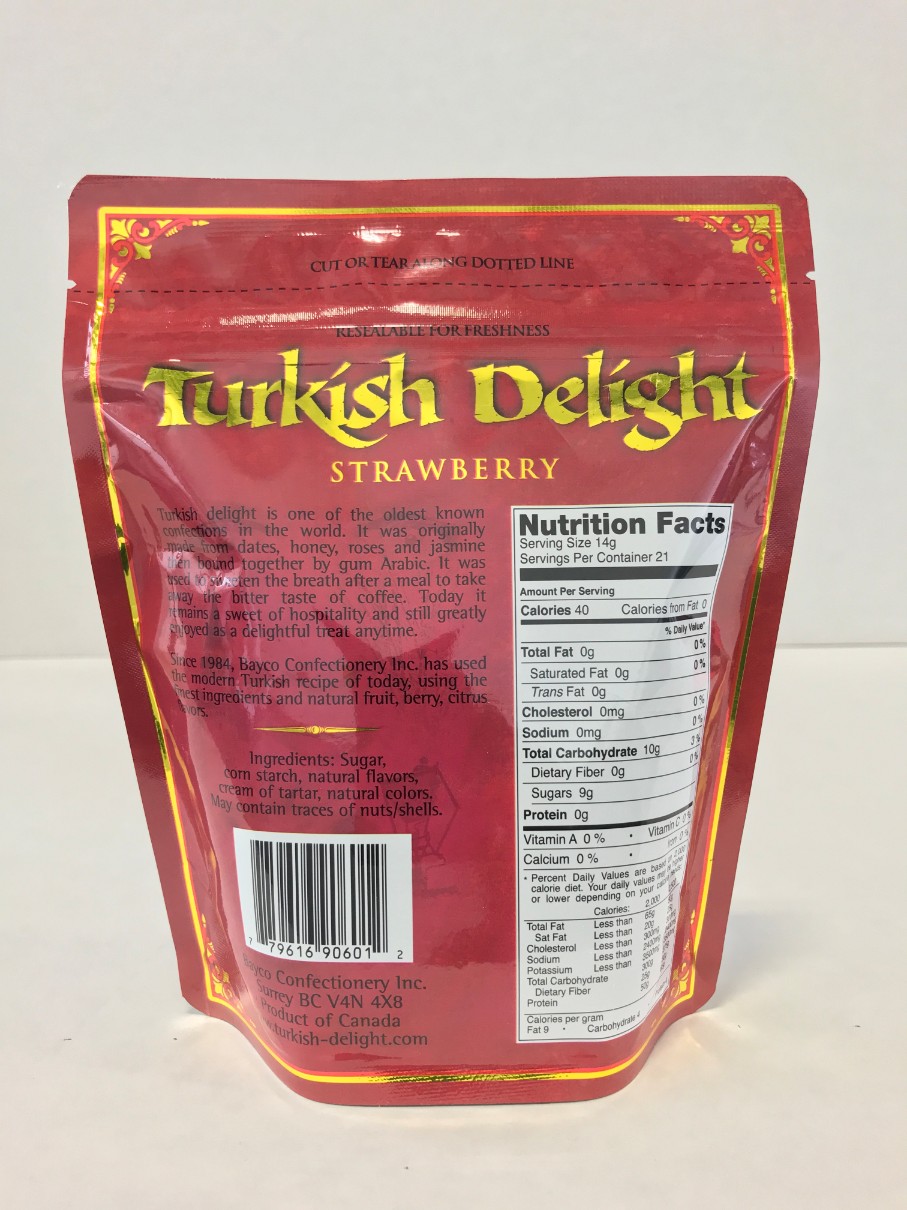 CUT OR TEAR ALONG DOTTED LINE
RESEALABLE FOR FRESHNESS
Turkish Delight
STRAWBERRY
Turkish delight is one of the oldest known
confections in the world. It was originally
made from dates, honey, roses and jasmine
then bound together by gum Arabic. It was
used to sweeten the breath after a meal to take
away the bitter taste of coffee. Today it
remains a sweet of hospitality and still greatly
enjoyed as a delightful treat anytime.
Since 1984, Bayco Confectionery Inc. has used
the modern Turkish recipe of today, using the
finest ingredients and natural fruit, berry, citrus
flavors.
Ingredients: Sugar,
corn starch, natural flavors,
cream of tartar, natural colors.
May contain traces of nuts/shells.
7 79616 90601 2
Bayco Confectionery Inc.
Surrey BC V4N 4X8
Product of Canada
.turkish-delight.com
Nutrition Facts
Serving Size 14g
Servings Per Container 21
Amount Per Serving
Calories 40 Calories from Fat 0
% Daily Value*
Total Fat 0g 0%
Saturated Fat 0g 0%
Trans Fat 0g
Cholesterol 0mg 0%
Sodium 0mg 0%
Total Carbohydrate 10g 3%
Dietary Fiber 0g 0%
Sugars 9g
Protein 0g
Vitamin A 0 % • Vitamin C 0%
Calcium 0 % • Iron 0%
* Percent Daily Values are based
calorie diet. Your daily values may be higher
or lower depending on your
Calories: 2,000
Total Fat Less than 65g
Sat Fat Less than 20g
Cholesterol Less than 300mg
Sodium Less than 2400mg
Potassium Less than 3500mg
Total Carbohydrate 300g
Dietary Fiber 25g
Protein 50g
Calories per gram
Fat 9 • Carbohydrate 4